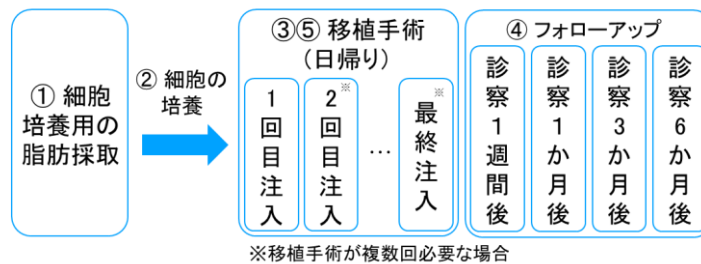 ① 細胞
培養用の
脂肪採取
② 細胞の
培養
③⑤ 移植手術
（日帰り）
1回目注入
2回目注入
※
…
最終注入
※
④ フォローアップ
診察1週間後
診察1か月後
診察3か月後
診察6か月後
※移植手術が複数回必要な場合